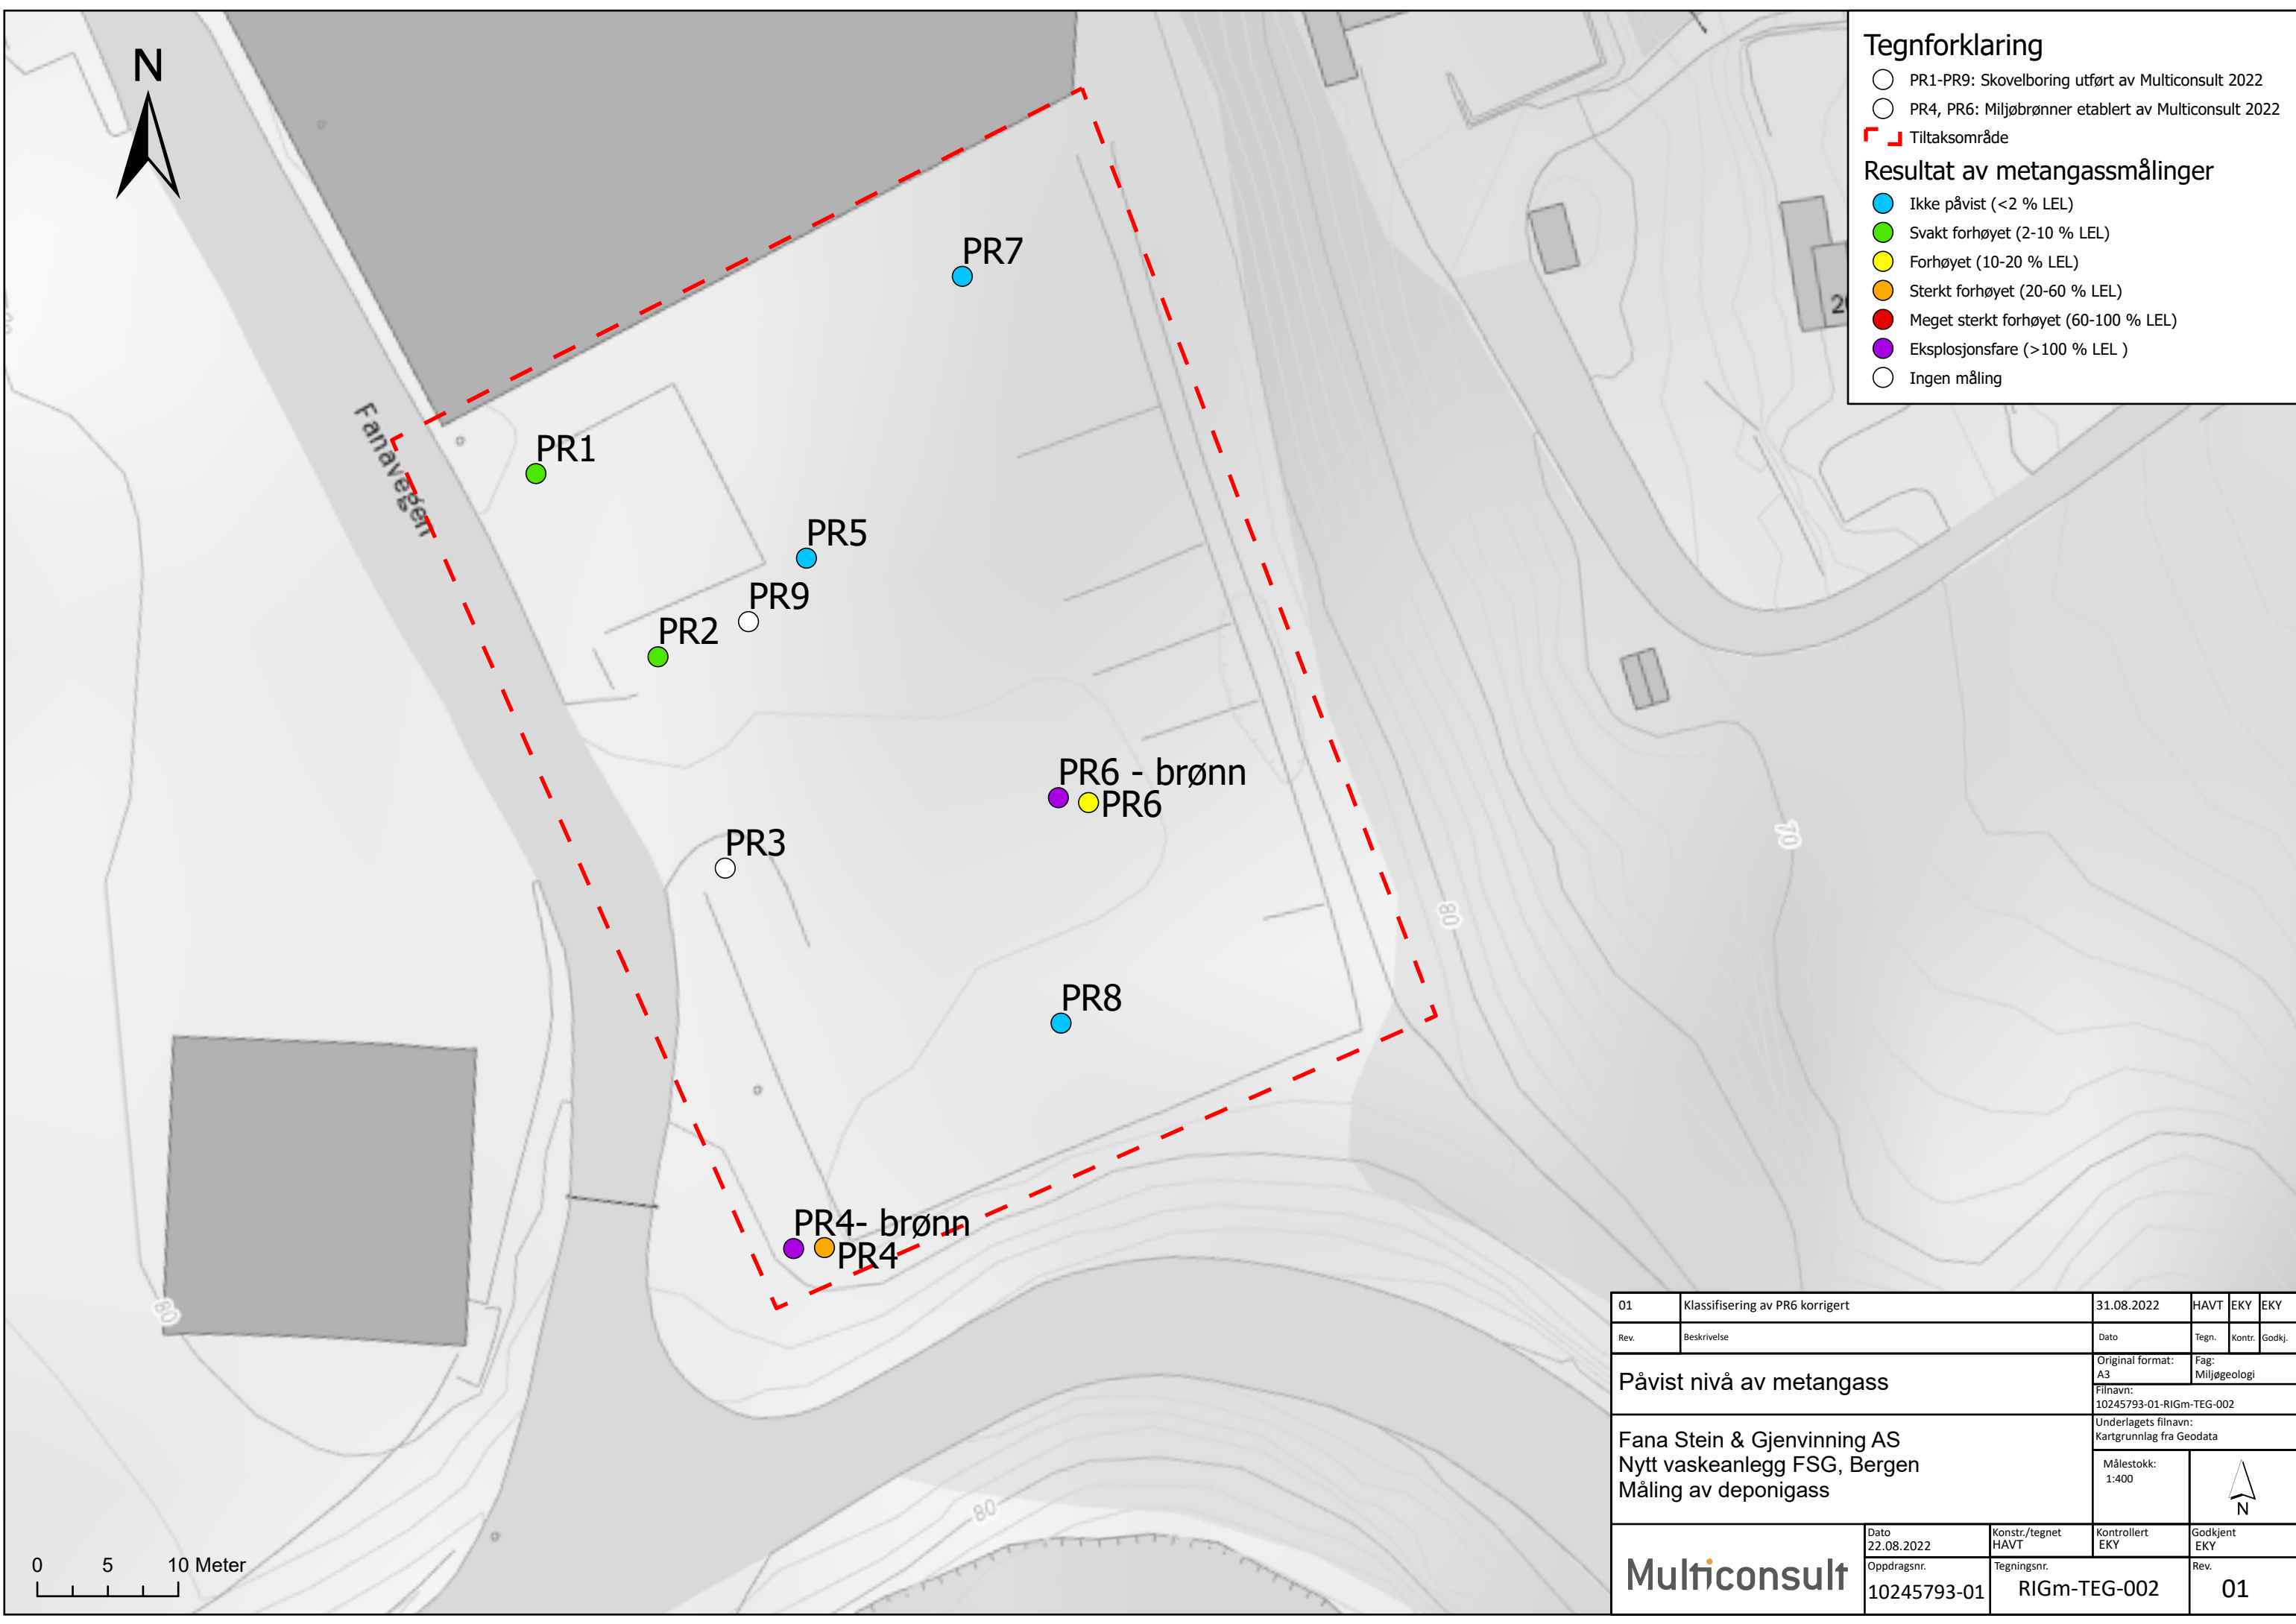 N
Tegnforklaring
PR1-PR9: Skovelboring utført av Multiconsult 2022
PR4, PR6: Miljøbrønner etablert av Multiconsult 2022
Tiltaksområde
Resultat av metangassmålinger
Ikke påvist (<2 % LEL)
Svakt forhøyet (2-10 % LEL)
Forhøyet (10-20 % LEL)
Sterkt forhøyet (20-60 % LEL)
Meget sterkt forhøyet (60-100 % LEL)
Eksplosjonsfare (>100 % LEL )
Ingen måling
PR7
Fanavegen
PR1
PR5
PR9
PR2
PR6 - brønn
PR6
PR3
70
80
PR8
PR4- brønn
PR4
80
80
0 5 10 Meter
01 Klassifisering av PR6 korrigert 31.08.2022 HAVT EKY EKY
Rev. Beskrivelse Dato Tegn. Kontr. Godkj.
Påvist nivå av metangass
Original format:
A3
Fag:
Miljøgeologi
Filnavn:
10245793-01-RIGm-TEG-002
Fana Stein & Gjenvinning AS
Nytt vaskeanlegg FSG, Bergen
Måling av deponigass
Underlagets filnavn:
Kartgrunnlag fra Geodata
Målestokk:
1:400
N
Multiconsult
Dato
22.08.2022
Konstr./tegnet
HAVT
Kontrollert
EKY
Godkjent
EKY
Oppdragsnr.
10245793-01
Tegningsnr.
RIGm-TEG-002
Rev.
01